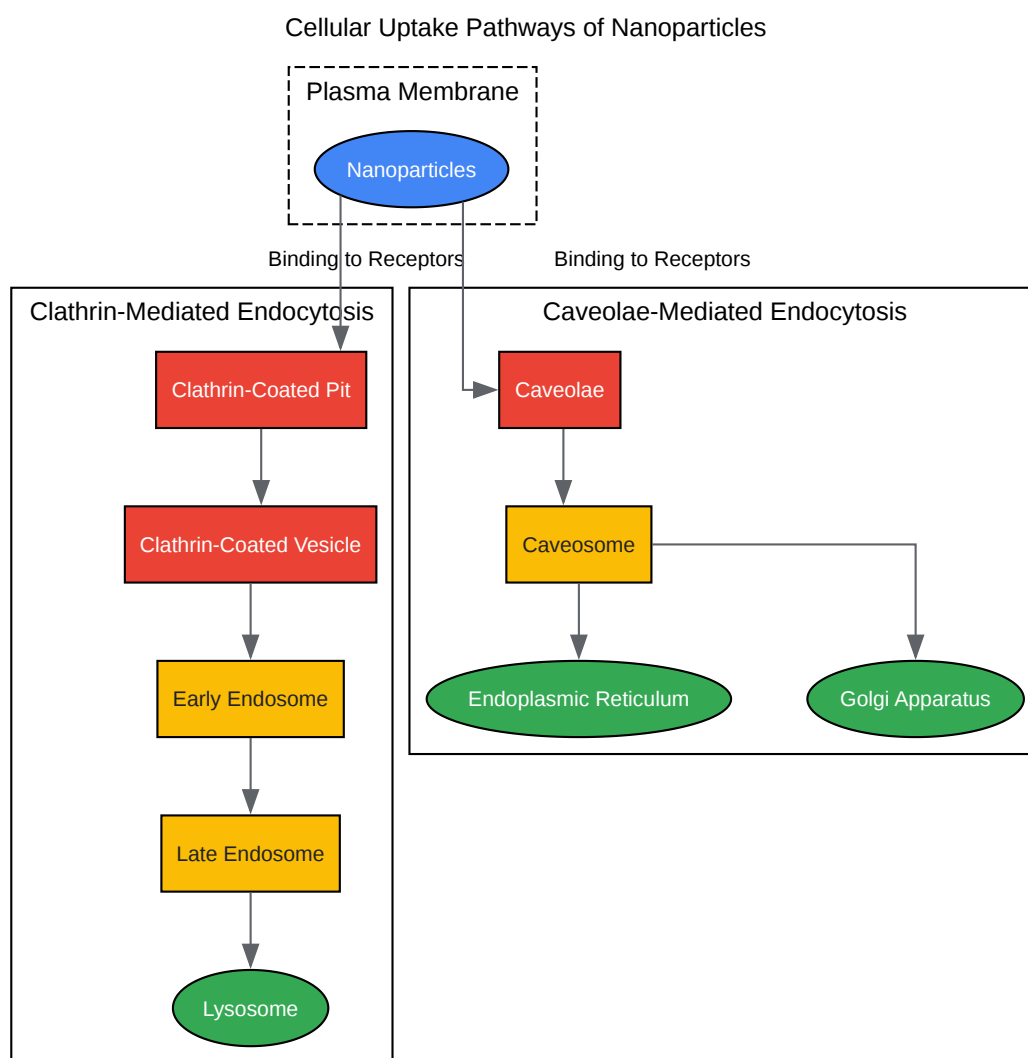 Cellular Uptake Pathways of Nanoparticles
Plasma Membrane
Nanoparticles
Binding to Receptors
Binding to Receptors
Clathrin-Mediated Endocytosis
Clathrin-Coated Pit
Clathrin-Coated Vesicle
Early Endosome
Late Endosome
Lysosome
Caveolae-Mediated Endocytosis
Caveolae
Caveosome
Endoplasmic Reticulum
Golgi Apparatus